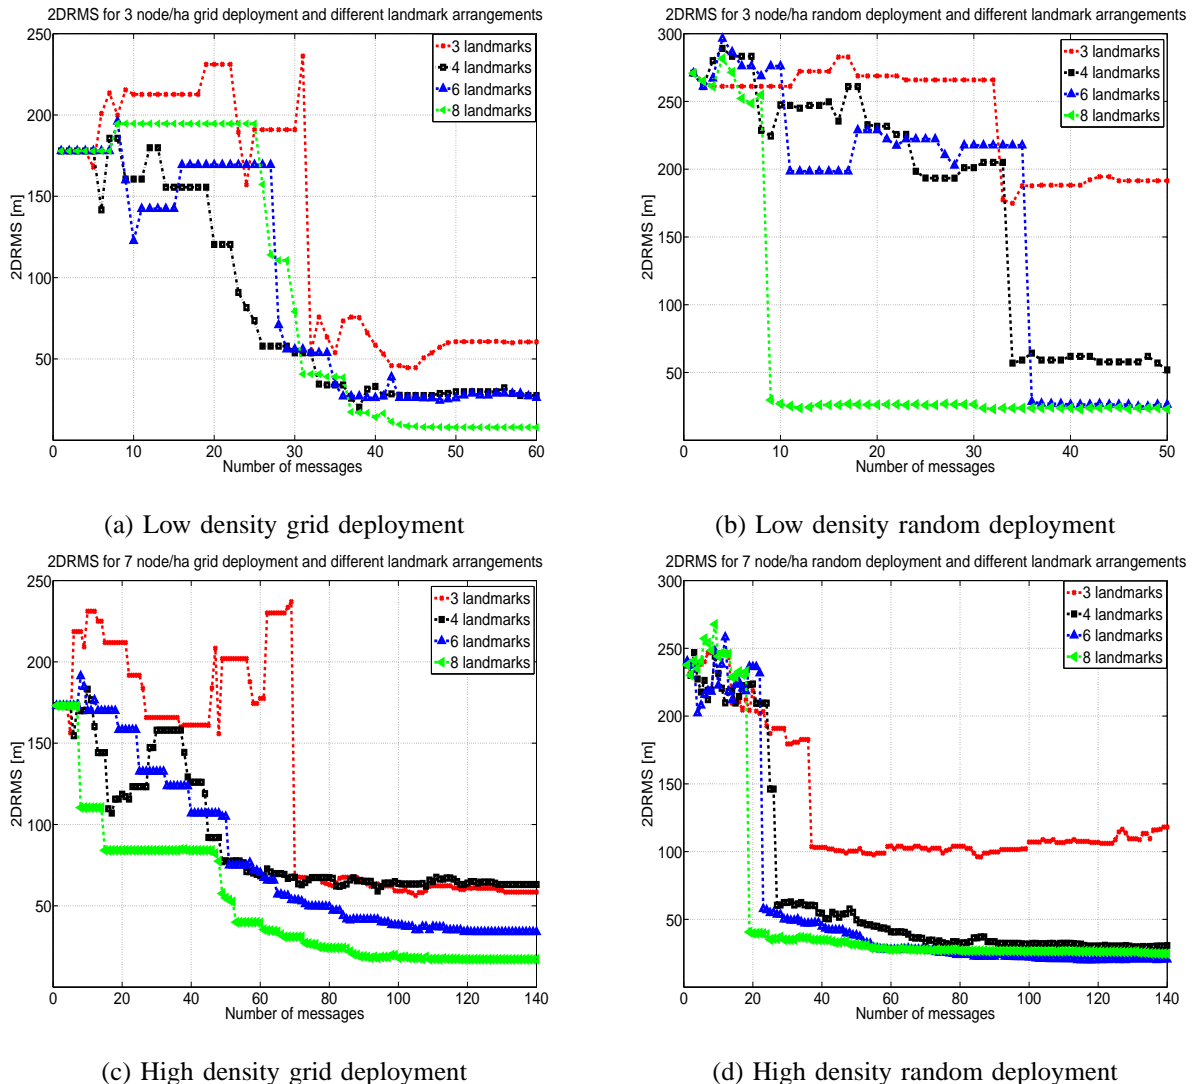 2DRMS for 3 node/ha grid deployment and different landmark arrangements
250
200
150
100
50
2DRMS [m]
3 landmarks
4 landmarks
6 landmarks
8 landmarks
0 10 20 30 40 50 60
Number of messages
(a) Low density grid deployment
2DRMS for 3 node/ha random deployment and different landmark arrangements
300
250
200
150
100
50
2DRMS [m]
3 landmarks
4 landmarks
6 landmarks
8 landmarks
0 10 20 30 40 50
Number of messages
(b) Low density random deployment
2DRMS for 7 node/ha grid deployment and different landmark arrangements
250
200
150
100
50
2DRMS [m]
3 landmarks
4 landmarks
6 landmarks
8 landmarks
0 20 40 60 80 100 120 140
Number of messages
(c) High density grid deployment
2DRMS for 7 node/ha random deployment and different landmark arrangements
300
250
200
150
100
50
2DRMS [m]
3 landmarks
4 landmarks
6 landmarks
8 landmarks
0 20 40 60 80 100 120 140
Number of messages
(d) High density random deployment